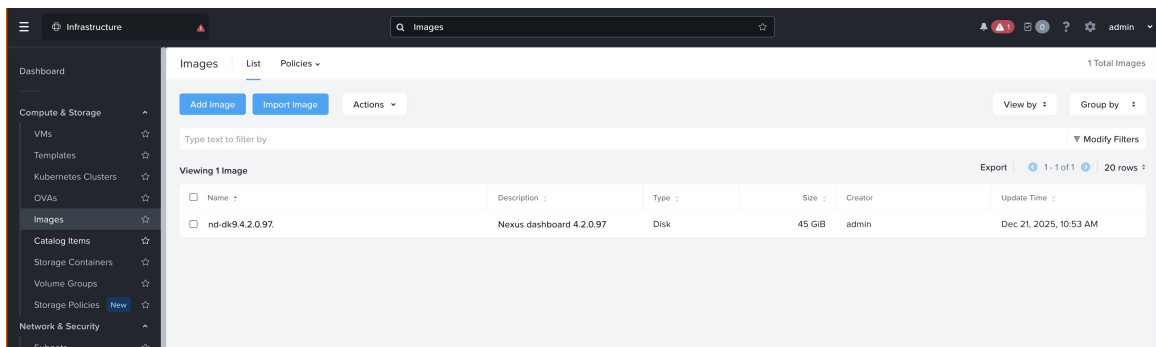 Infrastructure
Images
1
0
?
admin
Dashboard
Compute & Storage
VMs
Templates
Kubernetes Clusters
OVAs
Images
Catalog Items
Storage Containers
Volume Groups
Storage Policies New
Network & Security
Subnets
Images List Policies
1 Total Images
Add Image Import Image Actions
View by Group by
Type text to filter by
Modify Filters
Viewing 1 Image
Export 1 - 1 of 1 20 rows
Name Description Type Size Creator Update Time
nd-dk9.4.2.0.97. Nexus dashboard 4.2.0.97 Disk 45 GiB admin Dec 21, 2025, 10:53 AM